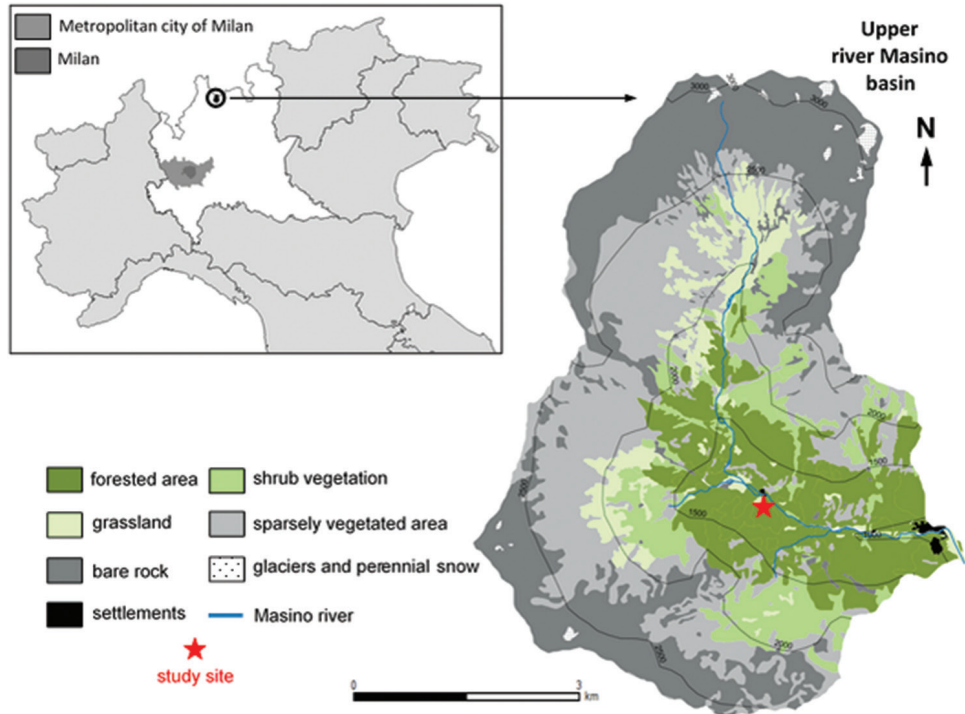 Metropolitan city of Milan
Milan
Upper
river Masino
basin
N
3000
3000
2000
2000
1500
1500
2500
2000
2500
forested area
shrub vegetation
grassland
sparsely vegetated area
bare rock
glaciers and perennial snow
settlements
Masino river
study site
0
3
km